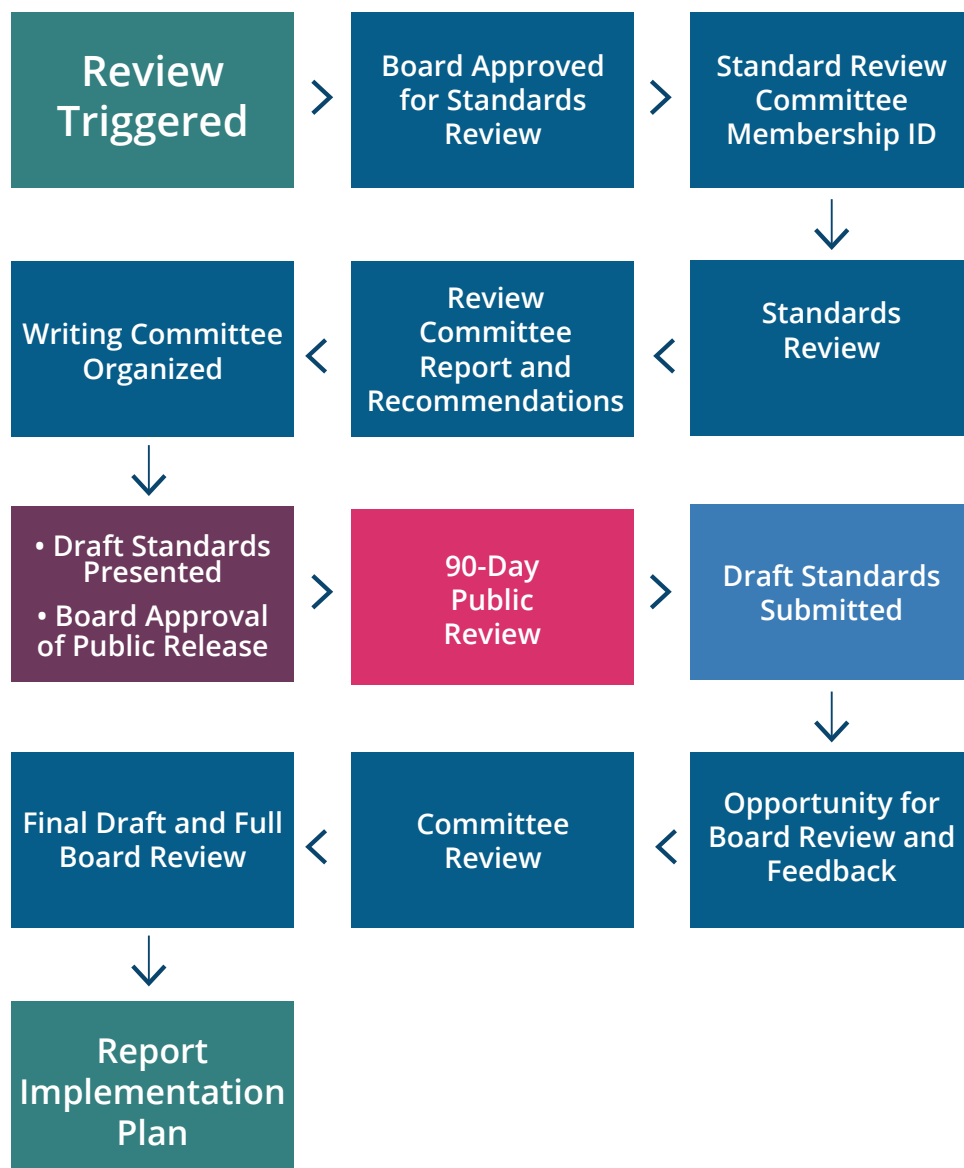 Review
Triggered
Board Approved
for Standards
Review
Standard Review
Committee
Membership ID
Standards
Review
Review
Committee
Report and
Recommendations
Writing Committee
Organized
• Draft Standards
Presented
• Board Approval
of Public Release
90-Day
Public
Review
Draft Standards
Submitted
Opportunity for
Board Review and
Feedback
Committee
Review
Final Draft and Full
Board Review
Report
Implementation
Plan